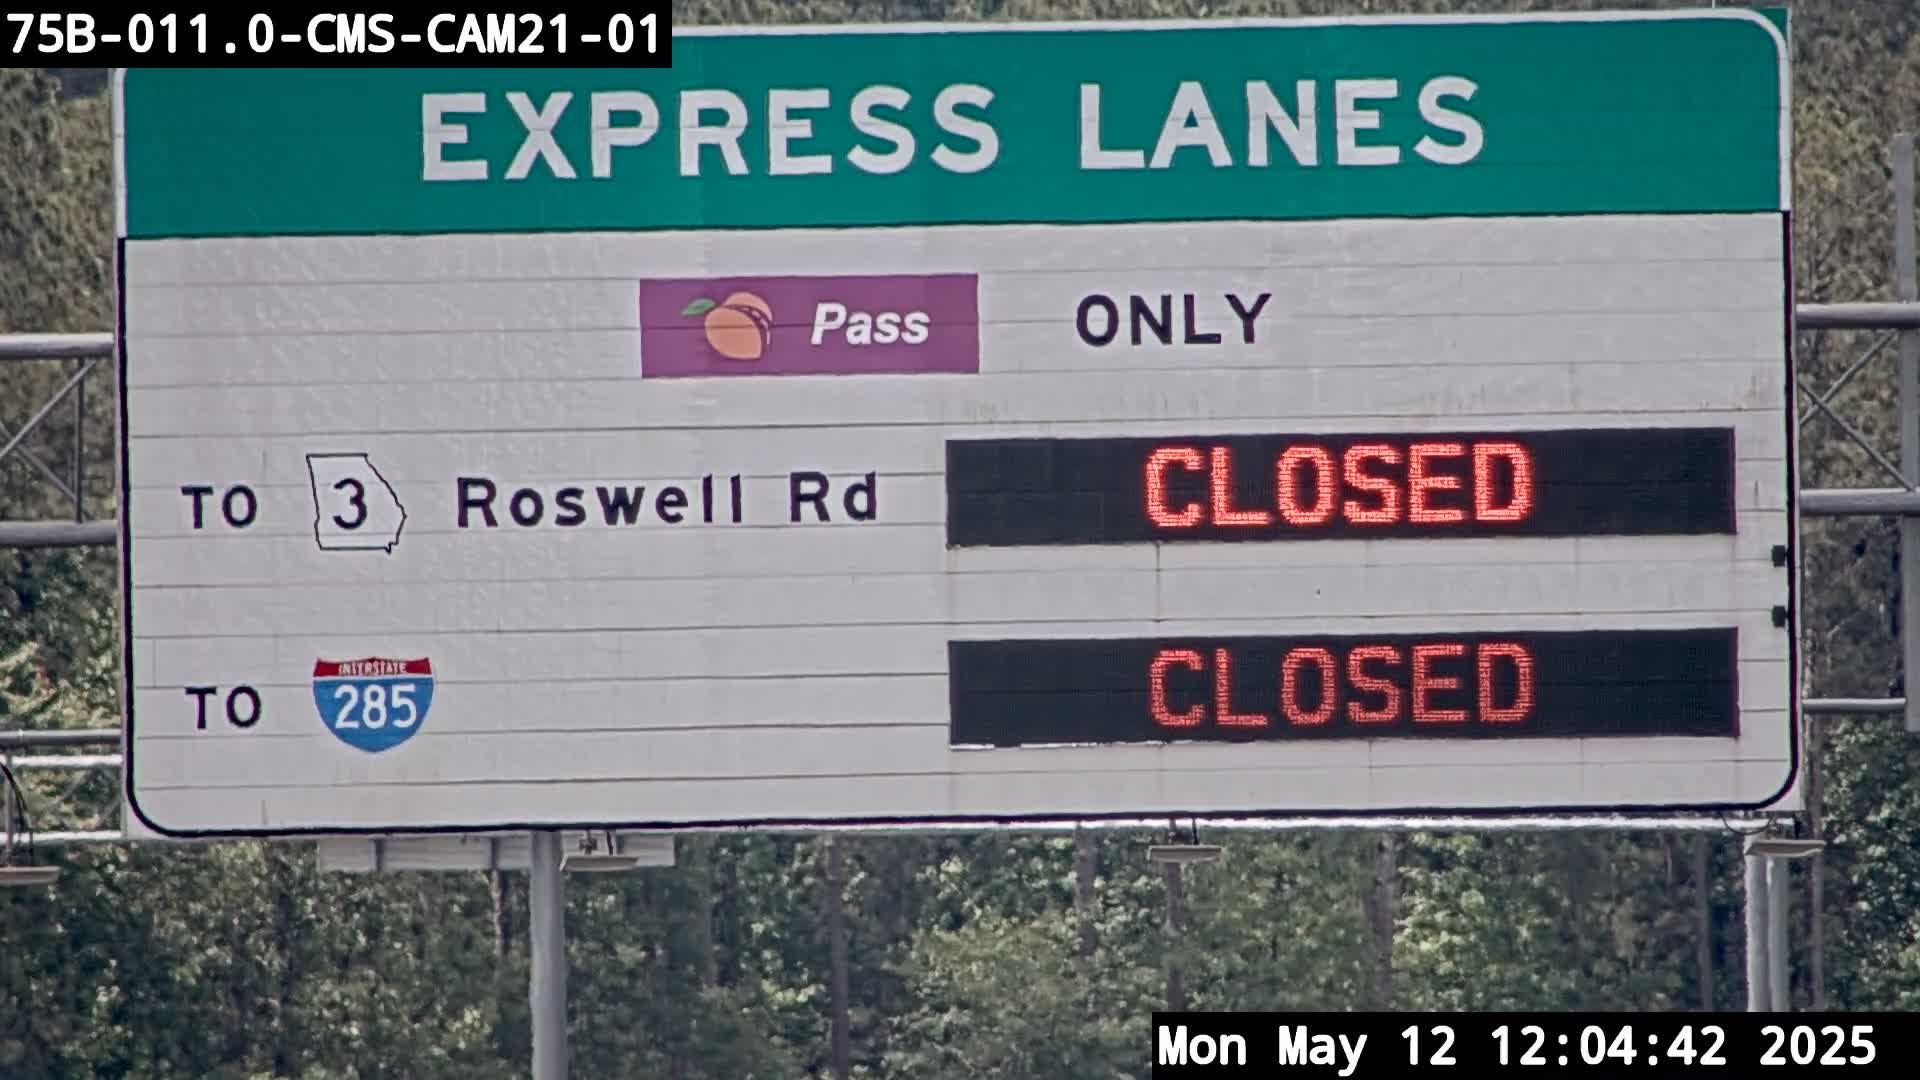 75B-011.0-CMS-CAM21-01
EXPRESS LANES
Pass ONLY
TO 3 Roswell Rd CLOSED
TO INTERSTATE 285 CLOSED
Mon May 12 12:04:42 2025